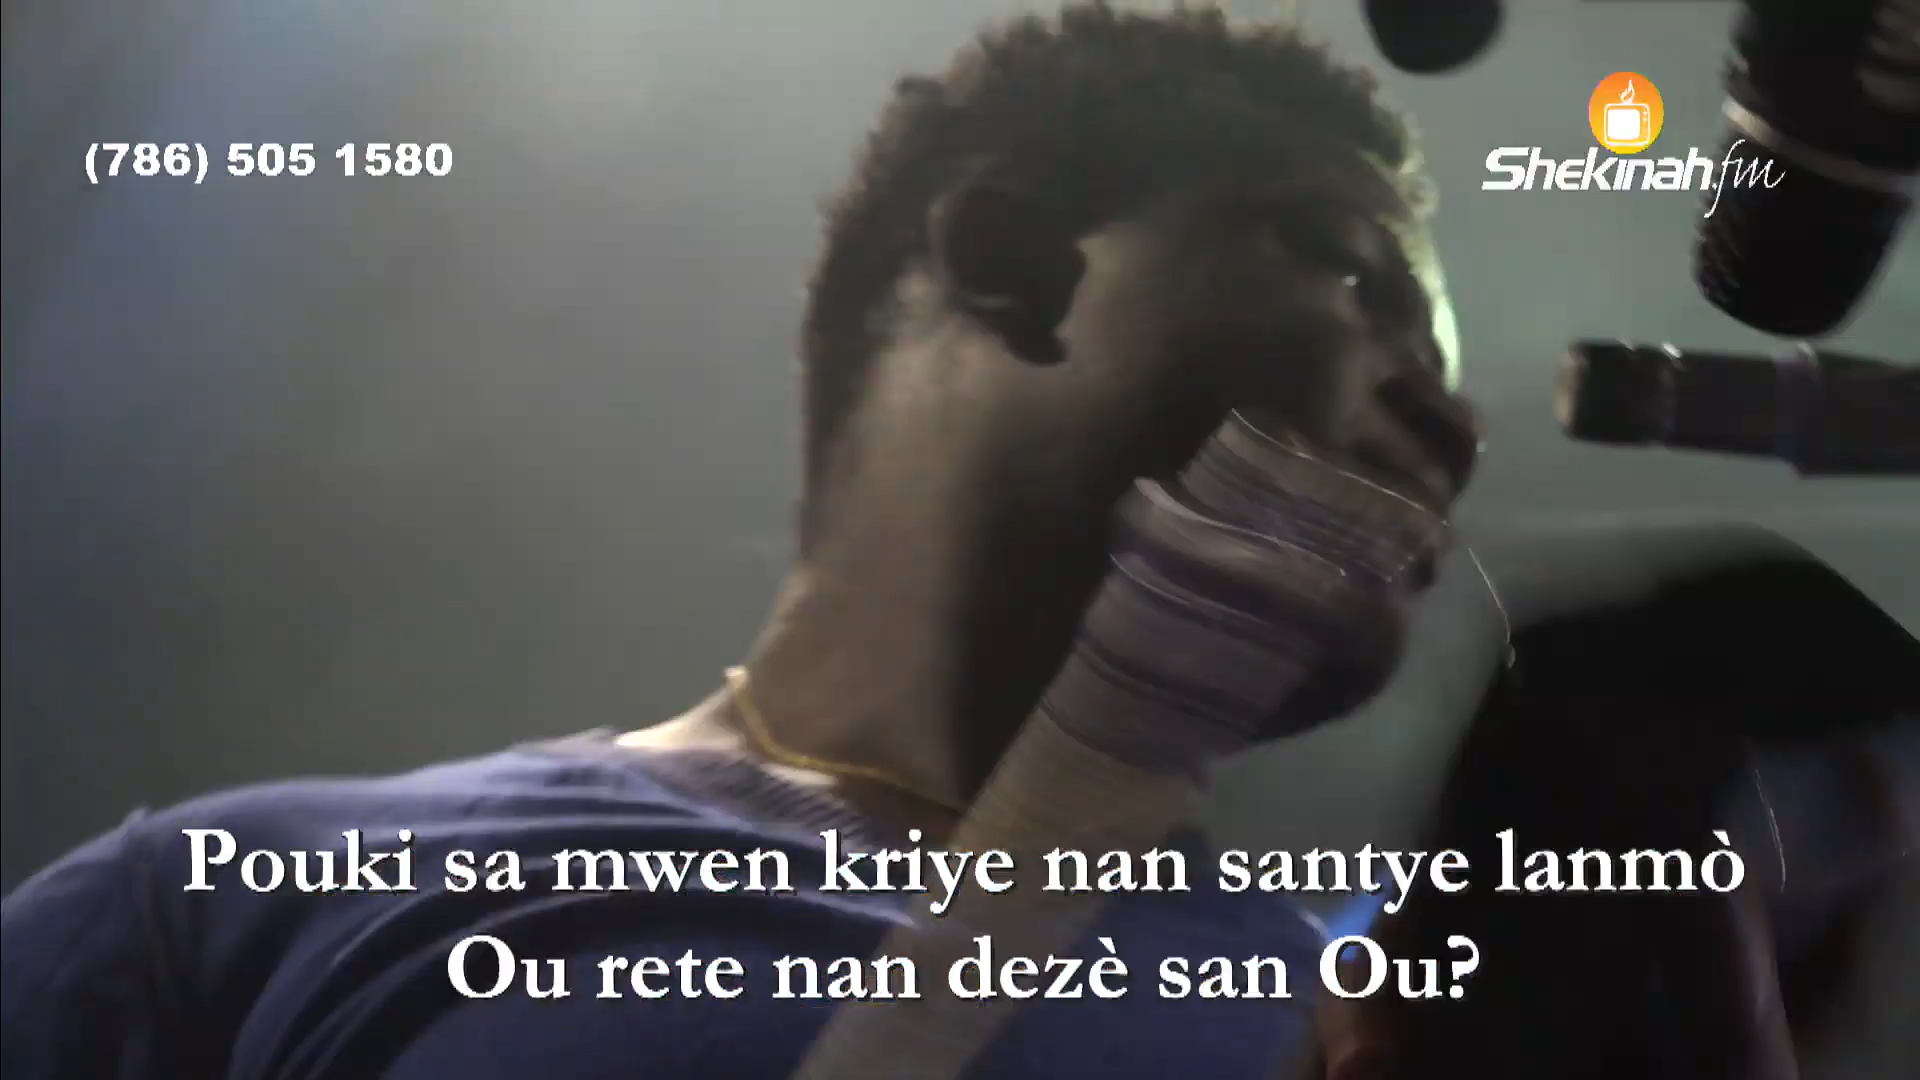 (786) 505 1580
Shekinah.fm
Pouki sa mwen kriye nan santye lanmò
Ou rete nan dezè san Ou?